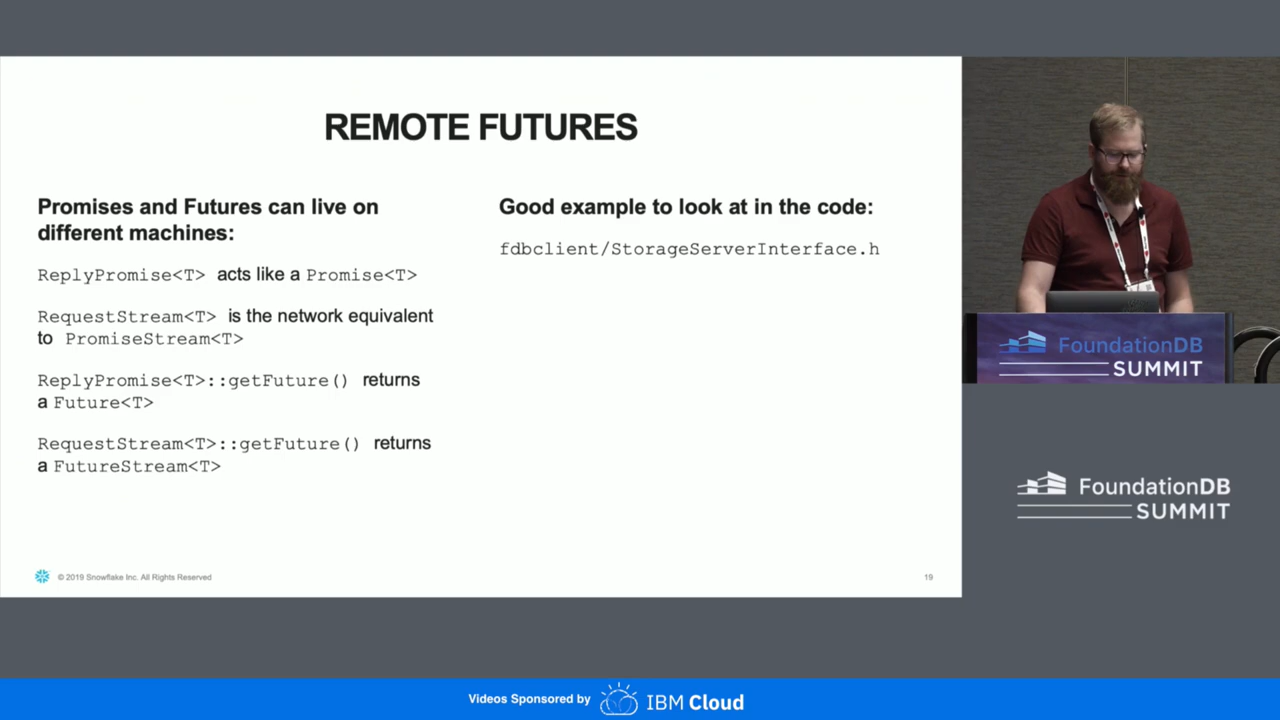 REMOTE FUTURES
Promises and Futures can live on
different machines:
ReplyPromise<T> acts like a Promise<T>
RequestStream<T> is the network equivalent
to PromiseStream<T>
ReplyPromise<T>::getFuture() returns
a Future<T>
RequestStream<T>::getFuture() returns
a FutureStream<T>
Good example to look at in the code:
fdbclient/StorageServerInterface.h
© 2019 Snowflake Inc. All Rights Reserved
19
FoundationDB
SUMMIT
FoundationDB
SUMMIT
Videos Sponsored by
IBM Cloud